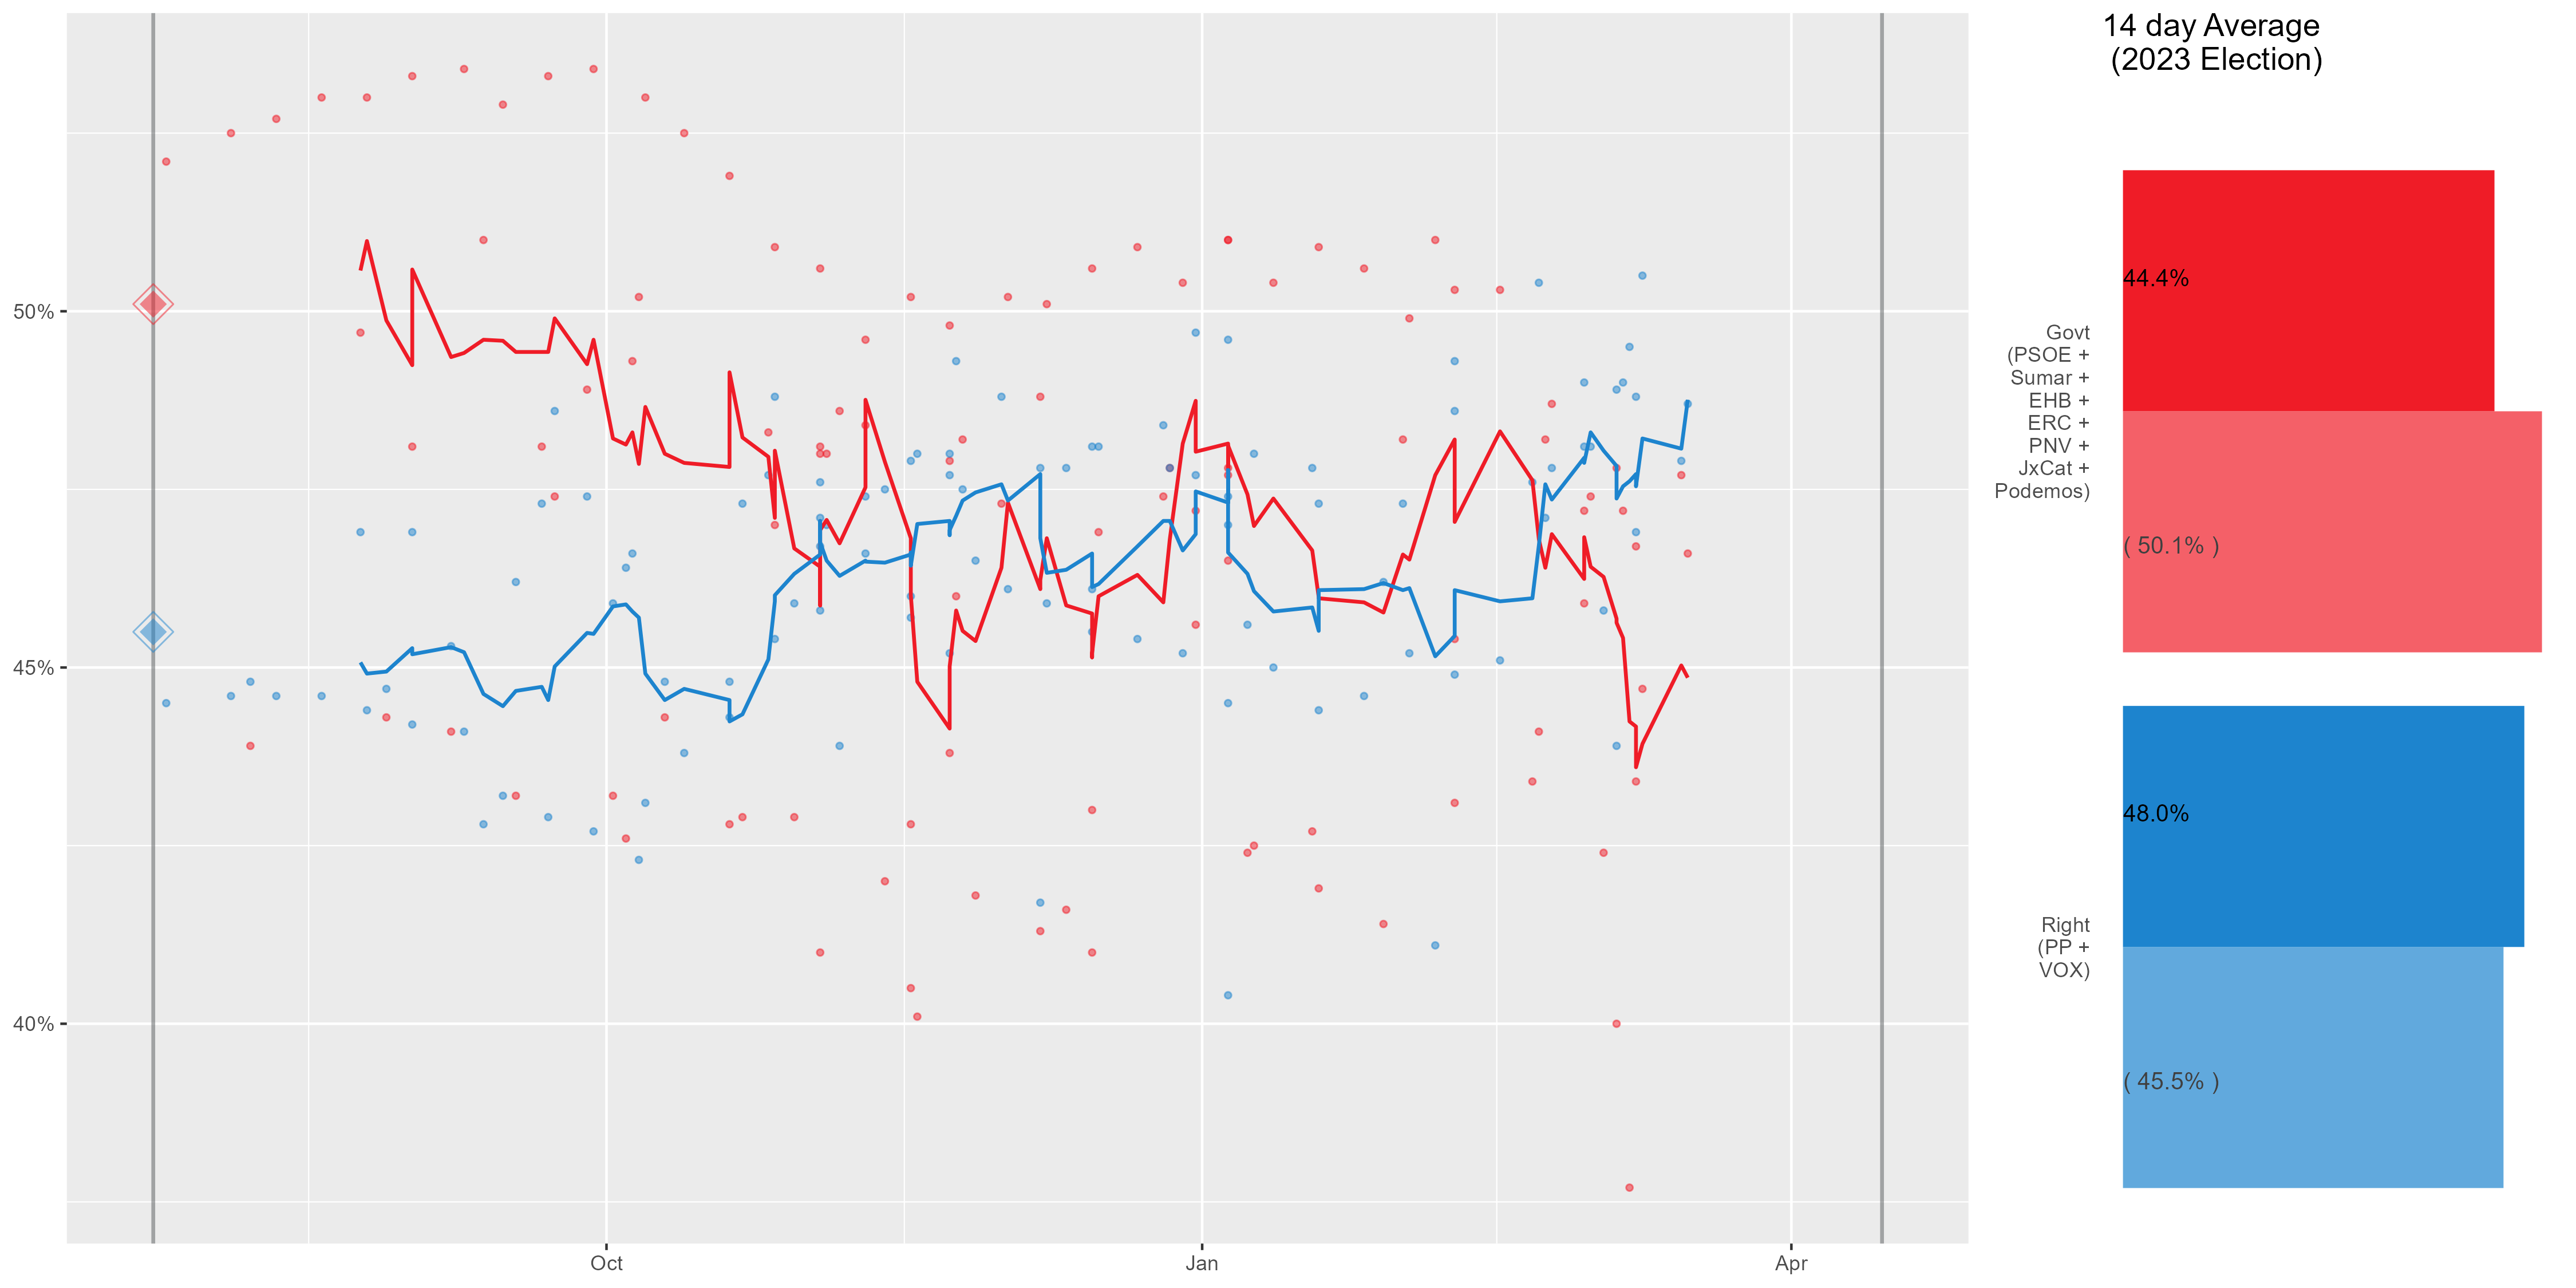 14 day Average
(2023 Election)
50%
45%
40%
Oct
Jan
Apr
Govt
(PSOE +
Sumar +
EHB +
ERC +
PNV +
JxCat +
Podemos)
44.4%
( 50.1% )
Right
(PP +
VOX)
48.0%
( 45.5% )